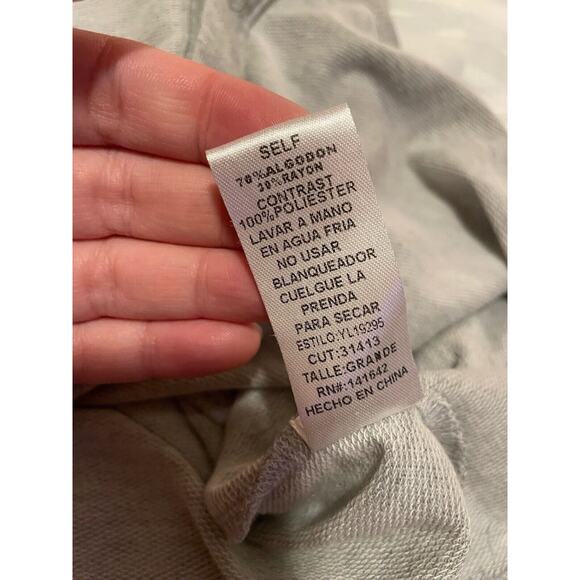 SELF
70%ALGODON
30%RAYON
CONTRAST
100%POLIESTER
LAVAR A MANO
EN AGUA FRIA
NO USAR
BLANQUEADOR
CUELGUE LA
PRENDA
PARA SECAR
ESTILO:YL19295
CUT:31413
TALLE:GRANDE
RN#:141642
HECHO EN CHINA